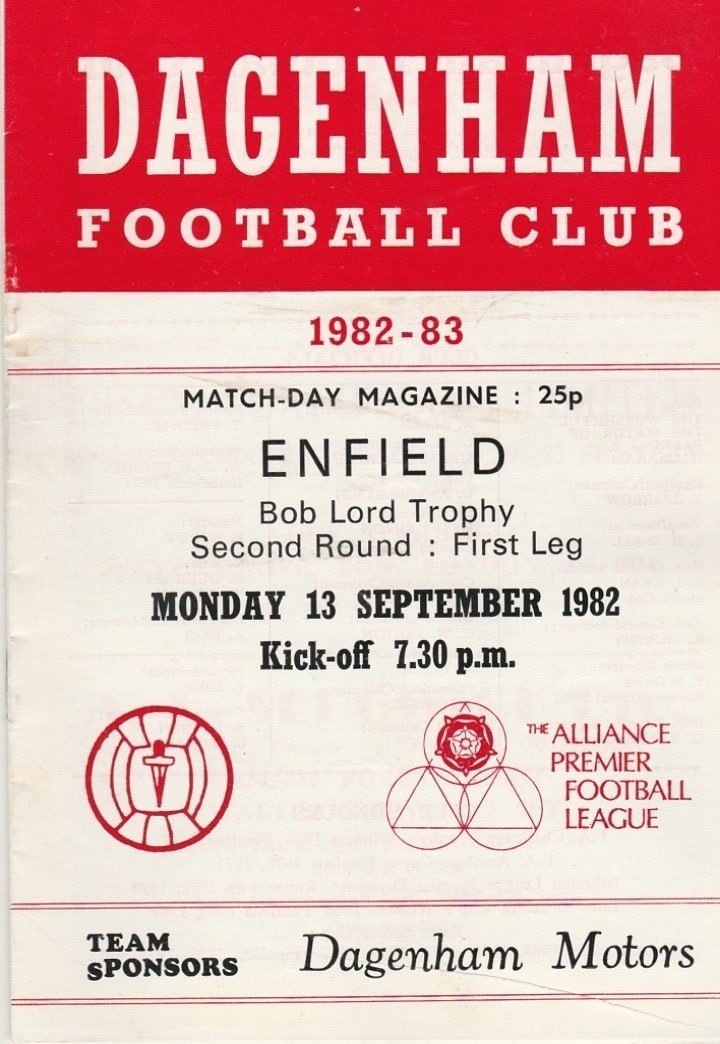 DAGENHAM
FOOTBALL CLUB
1982-83
MATCH-DAY MAGAZINE : 25p
ENFIELD
Bob Lord Trophy
Second Round : First Leg
MONDAY 13 SEPTEMBER 1982
Kick-off 7.30 p.m.
THE ALLIANCE
PREMIER
FOOTBALL
LEAGUE
TEAM
SPONSORS
Dagenham Motors